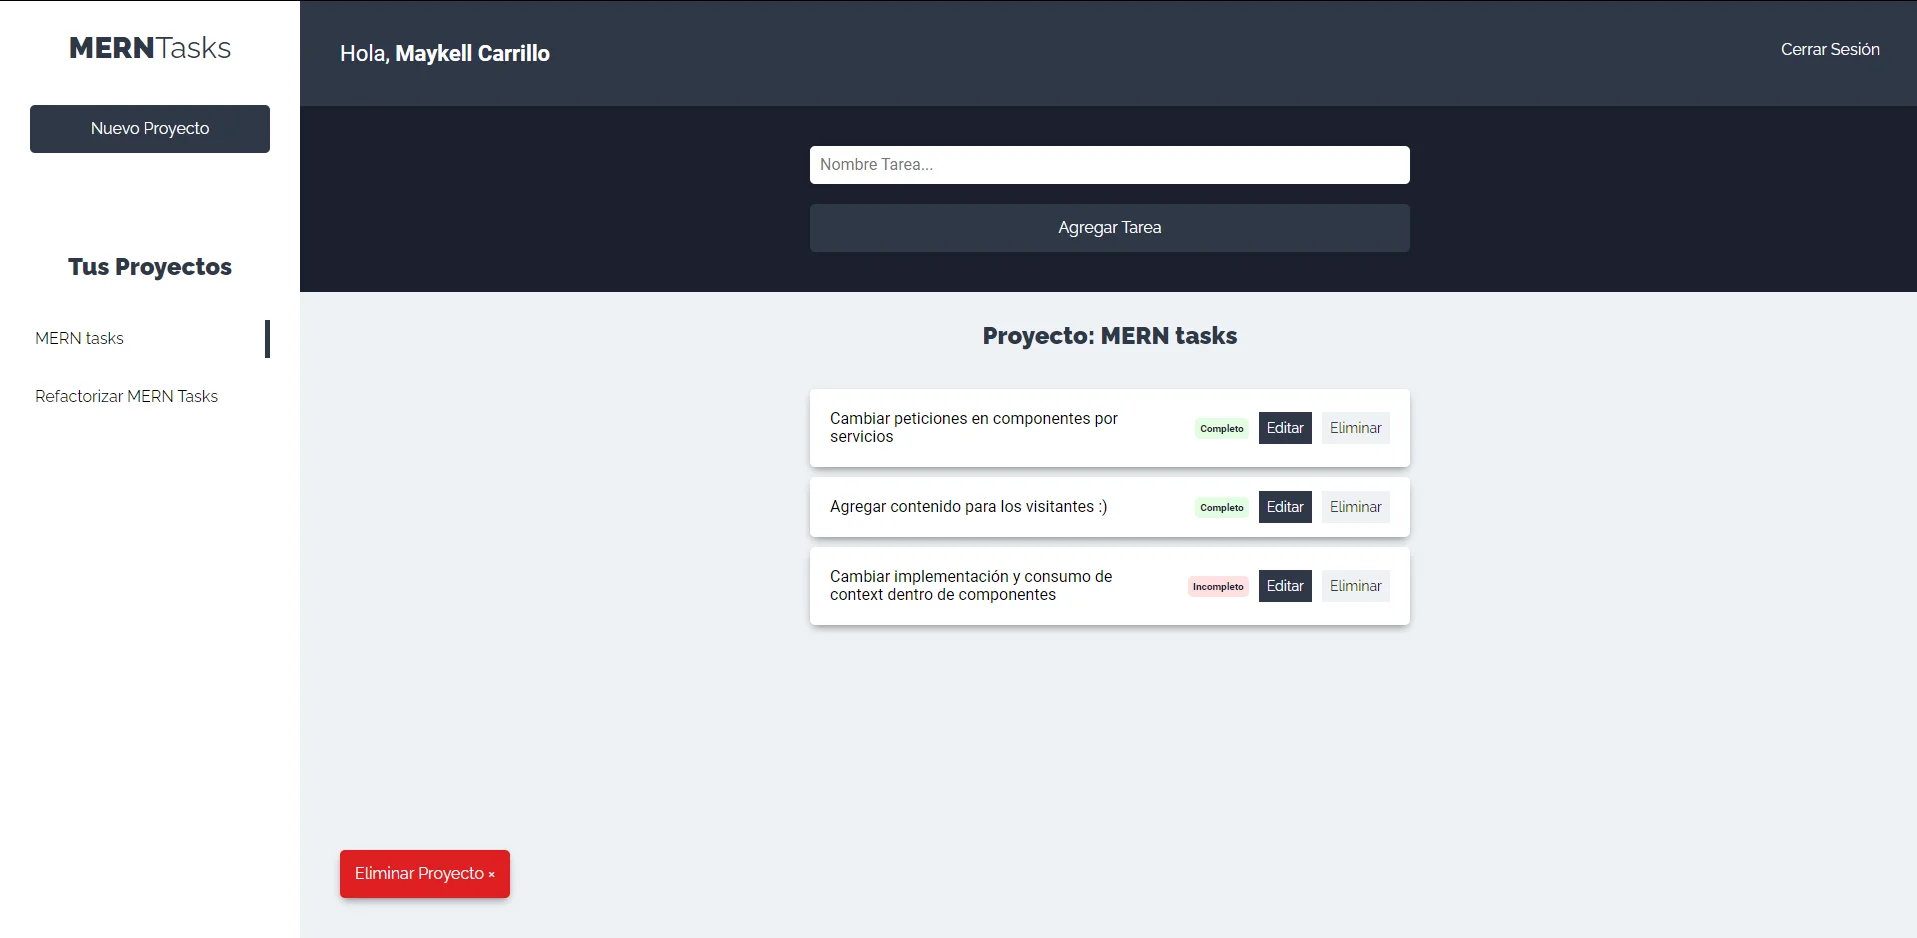 MERNTasks
Nuevo Proyecto
Tus Proyectos
MERN tasks
Refactorizar MERN Tasks
Hola, Maykell Carrillo
Cerrar Sesión
Nombre Tarea...
Agregar Tarea
Proyecto: MERN tasks
Cambiar peticiones en componentes por
servicios
Completo
Editar
Eliminar
Agregar contenido para los visitantes :)
Completo
Editar
Eliminar
Cambiar implementación y consumo de
context dentro de componentes
Incompleto
Editar
Eliminar
Eliminar Proyecto ×